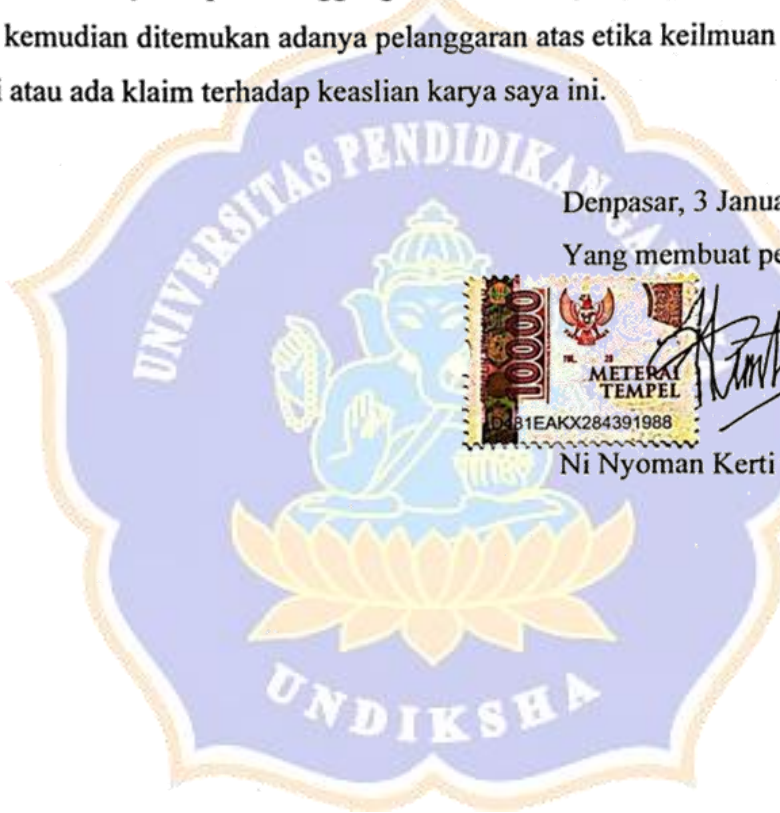 kemudian ditemukan adanya pelanggaran atas etika keilmuan
atau ada klaim terhadap keaslian karya saya ini.
UNIVERSITAS PENDIDIKAN
Denpasar, 3 Janua
Yang membuat pe
10000
METERAI
TEMPEL
EAKX284391988
Ni Nyoman Kerti
UNDIKSHA